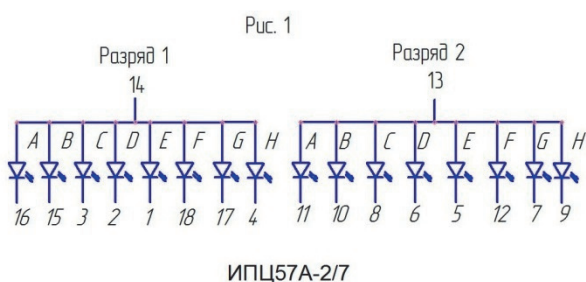 Рис. 1
Разряд 1 Разряд 2
14 13
A B C D E F G H A B C D E F G H
16 15 3 2 1 18 17 4 11 10 8 6 5 12 7 9
ИПЦ57А-2/7